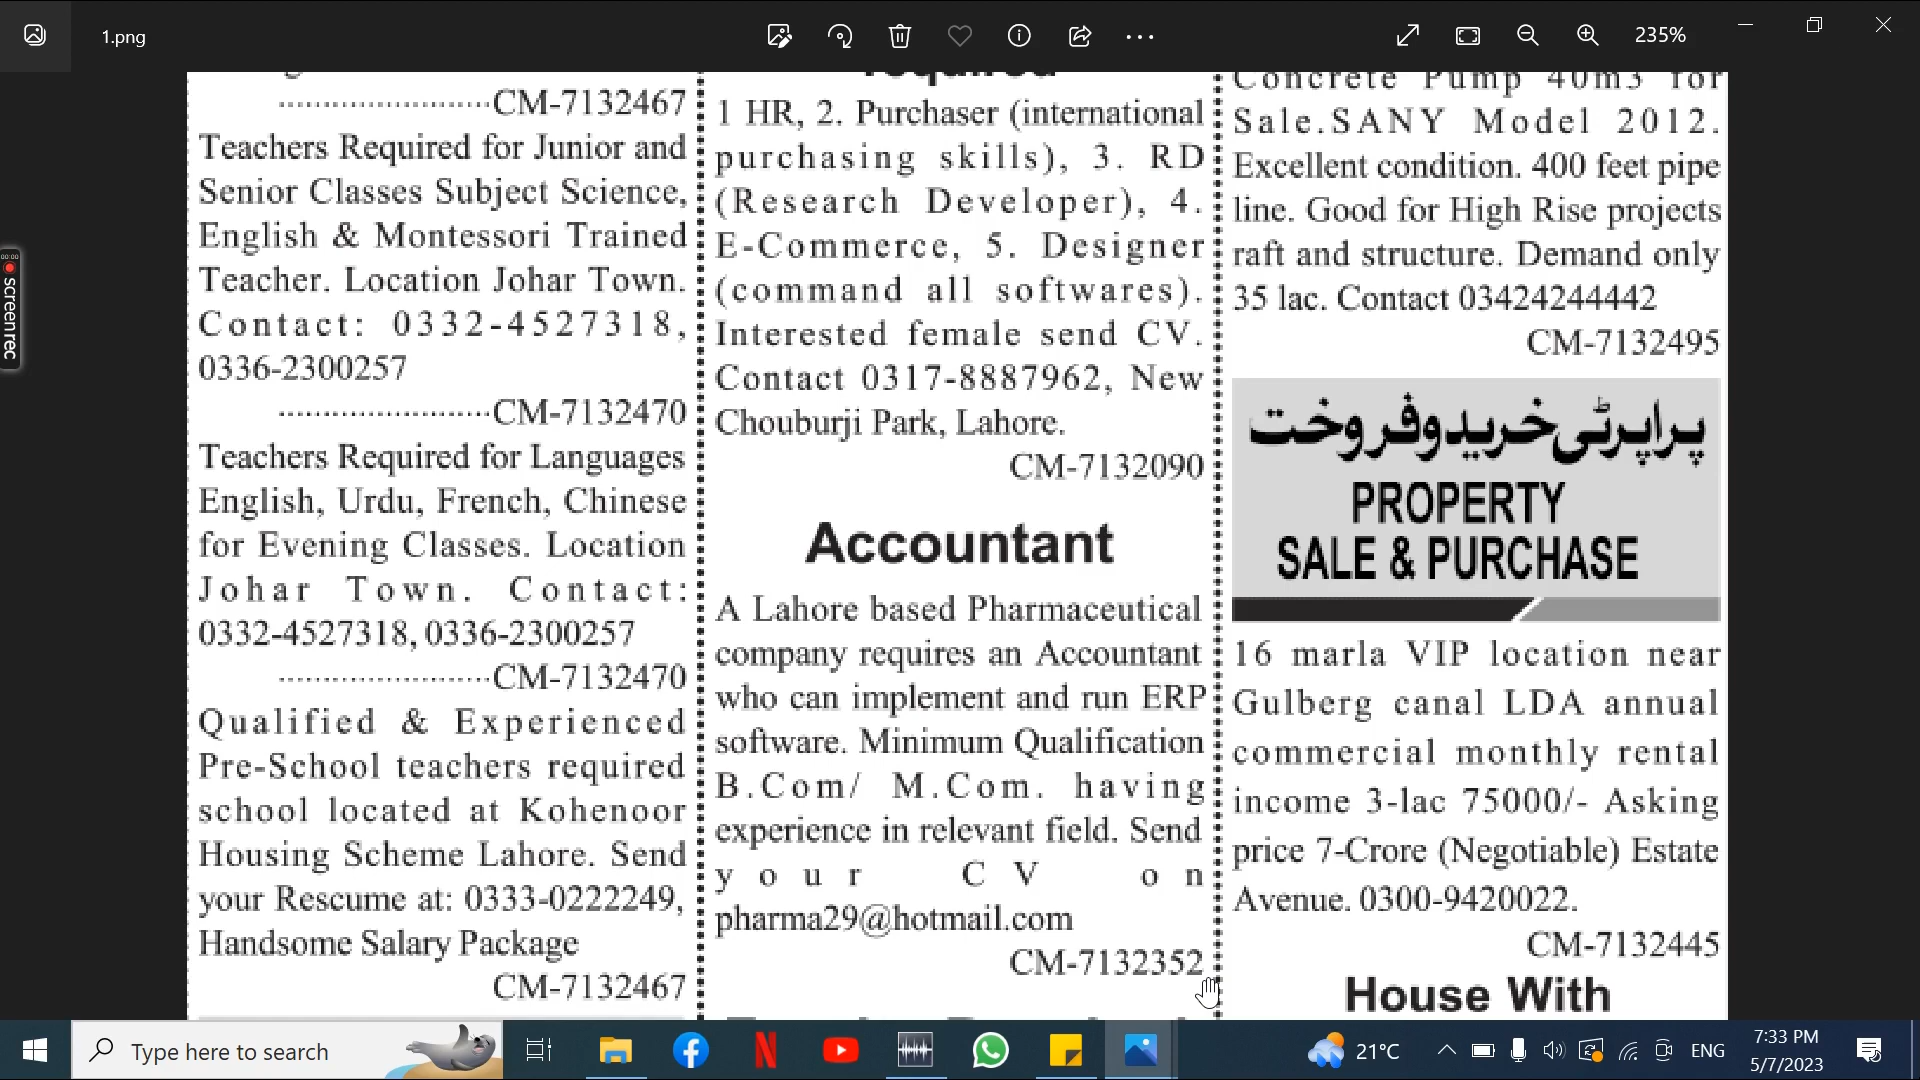 1.png
235%
screenrec
00:00
CM-7132467
Teachers Required for Junior and
Senior Classes Subject Science,
English & Montessori Trained
Teacher. Location Johar Town.
Contact: 0332-4527318,
0336-2300257
CM-7132470
Teachers Required for Languages
English, Urdu, French, Chinese
for Evening Classes. Location
Johar Town. Contact:
0332-4527318, 0336-2300257
CM-7132470
Qualified & Experienced
Pre-School teachers required
school located at Kohenoor
Housing Scheme Lahore. Send
your Rescume at: 0333-0222249,
Handsome Salary Package
CM-7132467
required
1 HR, 2. Purchaser (international
purchasing skills), 3. RD
(Research Developer), 4.
E-Commerce, 5. Designer
(command all softwares).
Interested female send CV.
Contact 0317-8887962, New
Chouburji Park, Lahore.
CM-7132090
Accountant
A Lahore based Pharmaceutical
company requires an Accountant
who can implement and run ERP
software. Minimum Qualification
B.Com/ M.Com. having
experience in relevant field. Send
your CV on
pharma29@hotmail.com
CM-7132352
Concrete Pump 40m3 for
Sale.SANY Model 2012.
Excellent condition. 400 feet pipe
line. Good for High Rise projects
raft and structure. Demand only
35 lac. Contact 03424244442
CM-7132495
پراپرٹی خرید و فروخت
PROPERTY
SALE & PURCHASE
16 marla VIP location near
Gulberg canal LDA annual
commercial monthly rental
income 3-lac 75000/- Asking
price 7-Crore (Negotiable) Estate
Avenue. 0300-9420022.
CM-7132445
House With
Type here to search
21°C
ENG
7:33 PM
5/7/2023